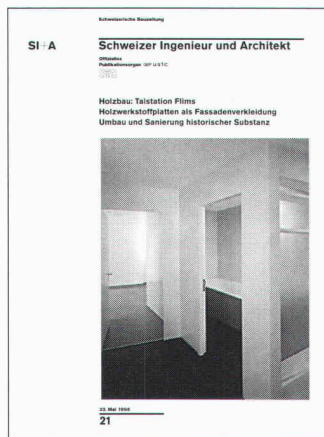 Schweizerische Bauzeitung
SI+A
Schweizer Ingenieur und Architekt
Offizielles
Publikationsorgan
Holzbau: Talstation Flims
Holzwerkstoffplatten als Fassadenverkleidung
Umbau und Sanierung historischer Substanz
21